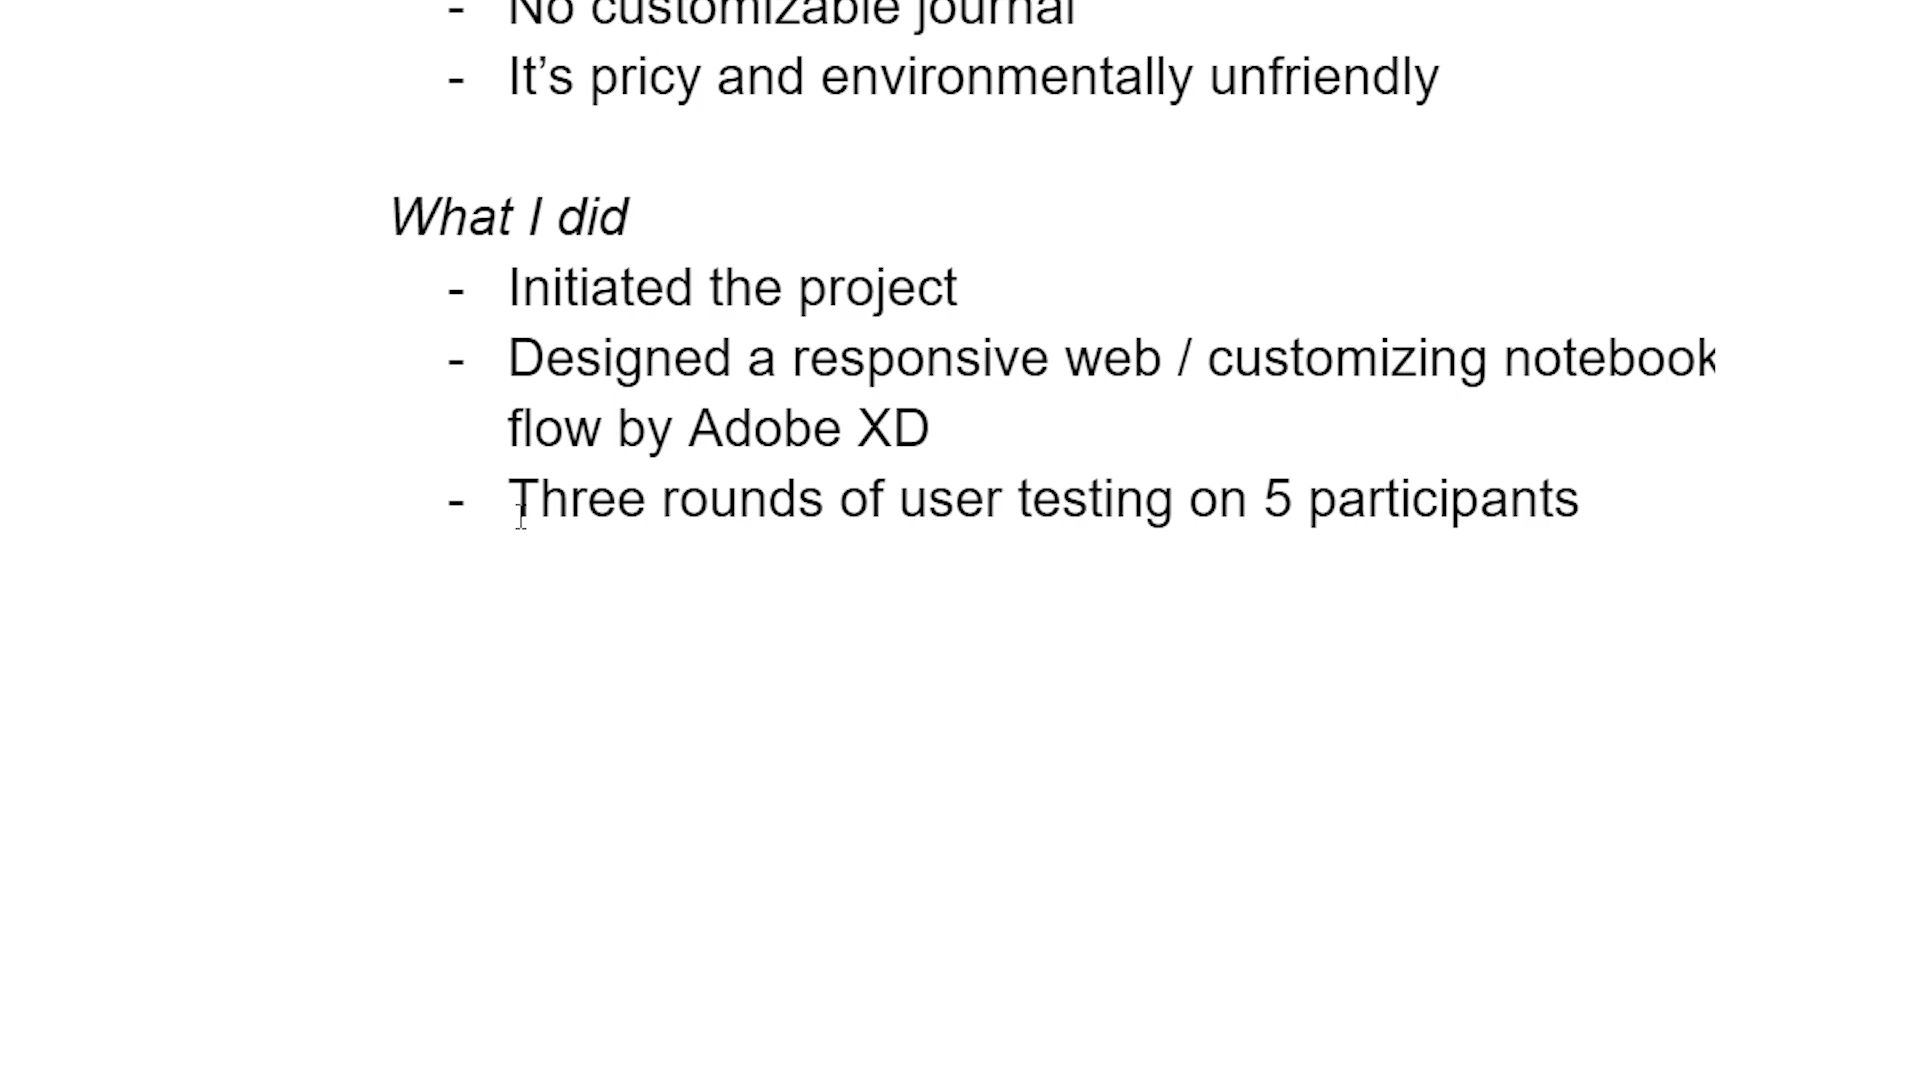 - No customizable journal
- It’s pricy and environmentally unfriendly
What I did
- Initiated the project
- Designed a responsive web / customizing notebook
flow by Adobe XD
- Three rounds of user testing on 5 participants